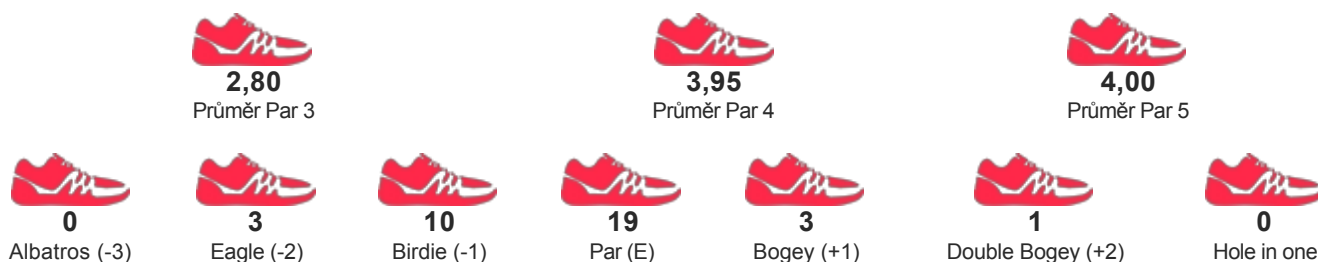 2,80 3,95 4,00
Průměr Par 3 Průměr Par 4 Průměr Par 5
0 3 10 19 3 1 0
Albatros (-3) Eagle (-2) Birdie (-1) Par (E) Bogey (+1) Double Bogey (+2) Hole in one